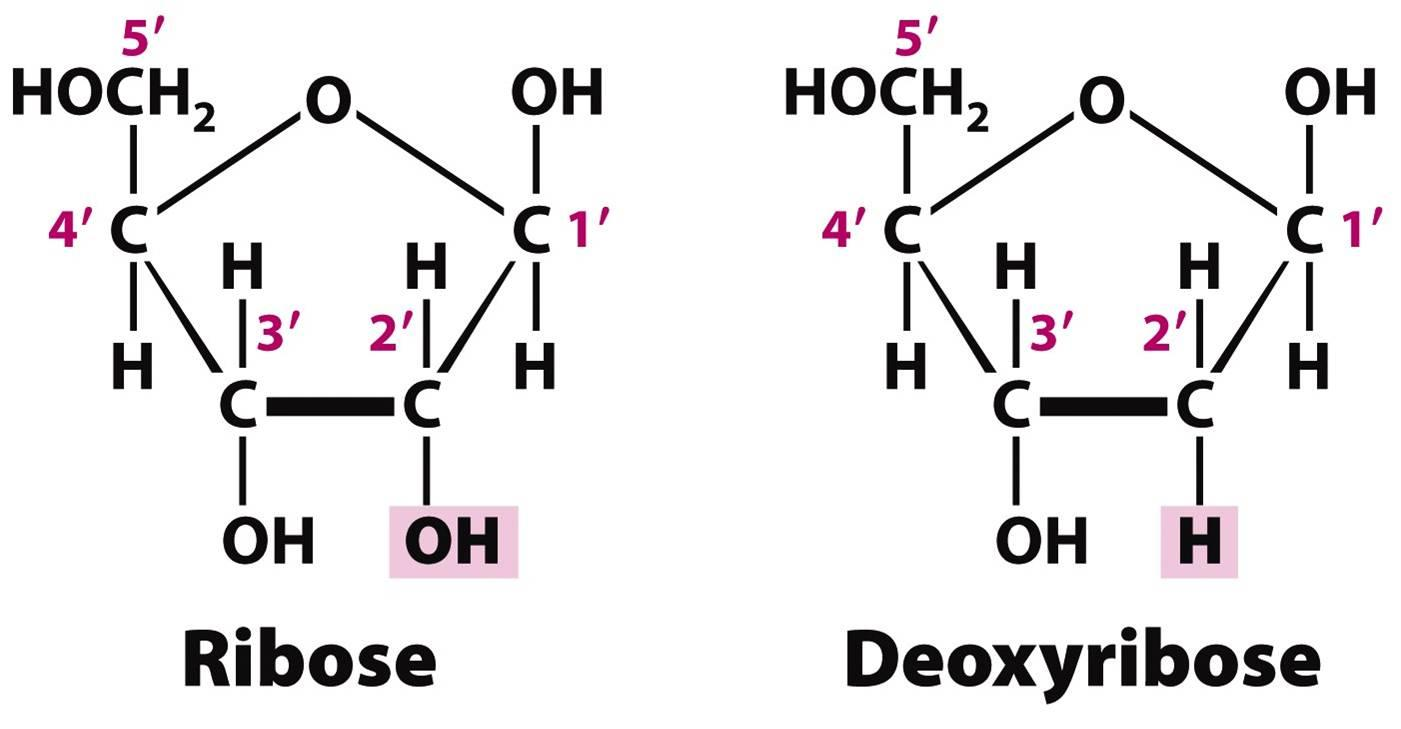 5′ 5′
HOCH₂ O OH HOCH₂ O OH
4′ C C 1′ 4′ C C 1′
H H H H
3′ 2′ 3′ 2′
H H H H
C C C C
OH OH OH H
Ribose Deoxyribose